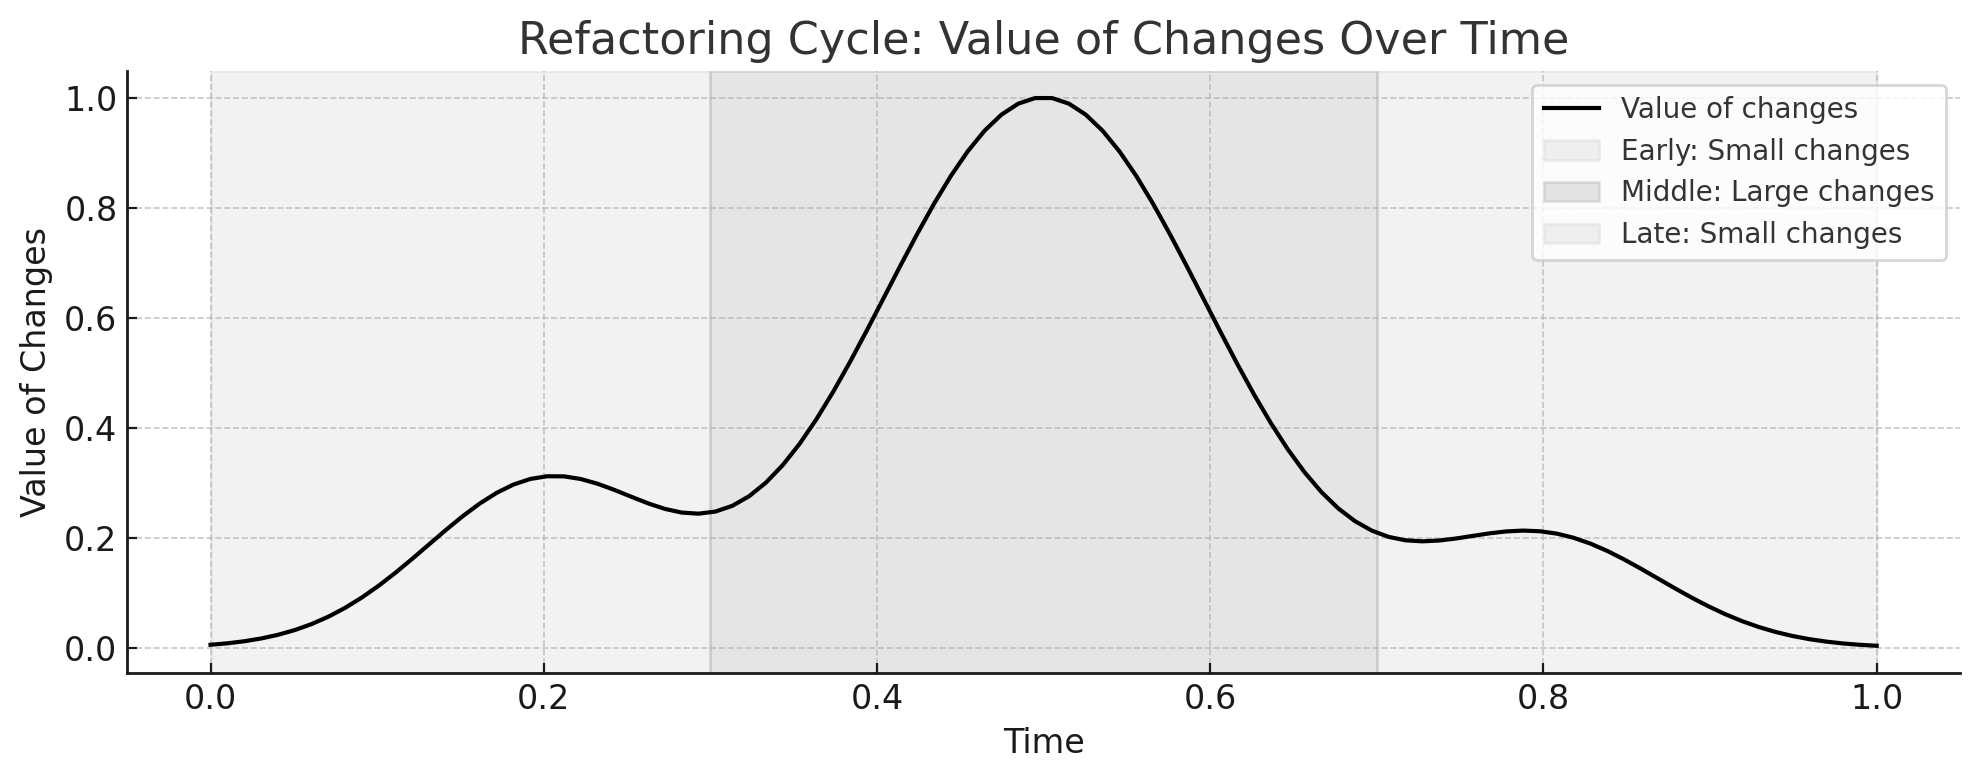 Refactoring Cycle: Value of Changes Over Time
Value of Changes
1.0
0.8
0.6
0.4
0.2
0.0
Value of changes
Early: Small changes
Middle: Large changes
Late: Small changes
0.0 0.2 0.4 0.6 0.8 1.0
Time